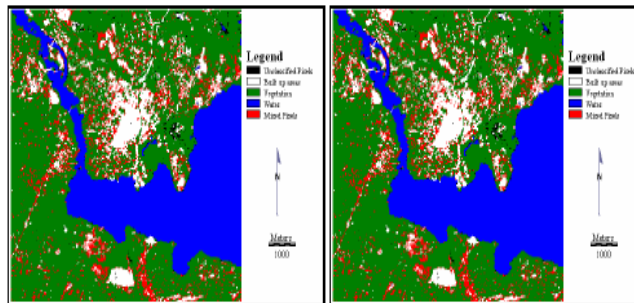 Legend
Unclassified Pixels
Built up areas
Vegetation
Water
Mixed Pixels
N
Meters
1000
Legend
Unclassified Pixels
Built up areas
Vegetation
Water
Mixed Pixels
N
Meters
1000